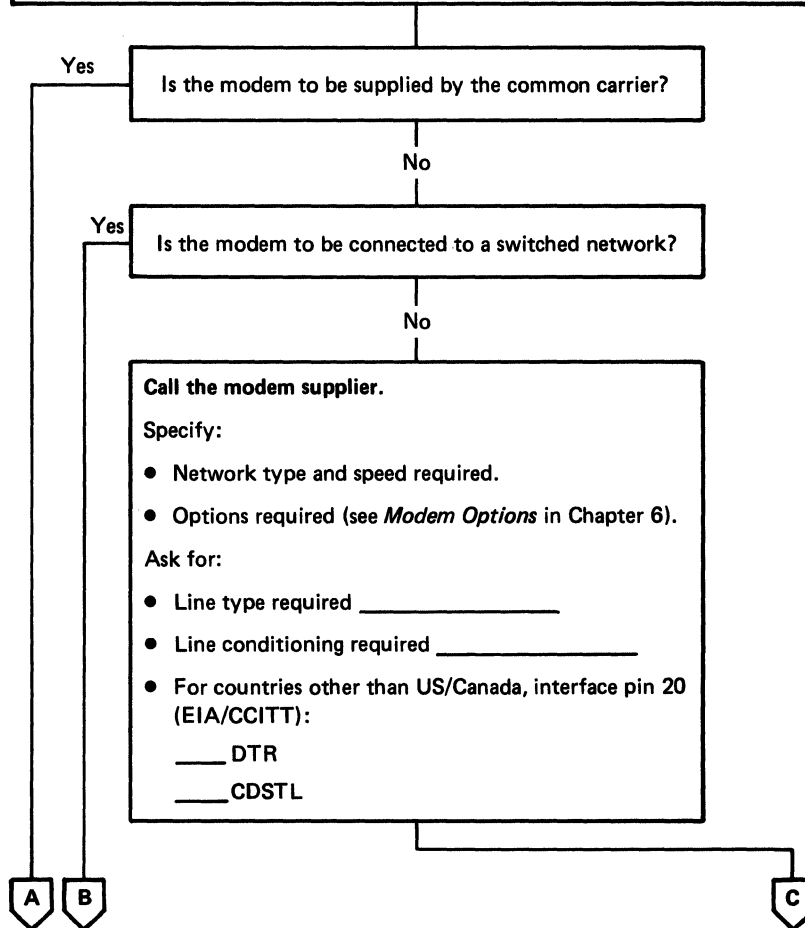 Yes
Is the modem to be supplied by the common carrier?
No
Yes
Is the modem to be connected to a switched network?
No
Call the modem supplier.
Specify:
● Network type and speed required.
● Options required (see Modem Options in Chapter 6).
Ask for:
● Line type required ____________
● Line conditioning required ____________
● For countries other than US/Canada, interface pin 20
(EIA/CCITT):
____ DTR
____ CDSTL
A
B
C